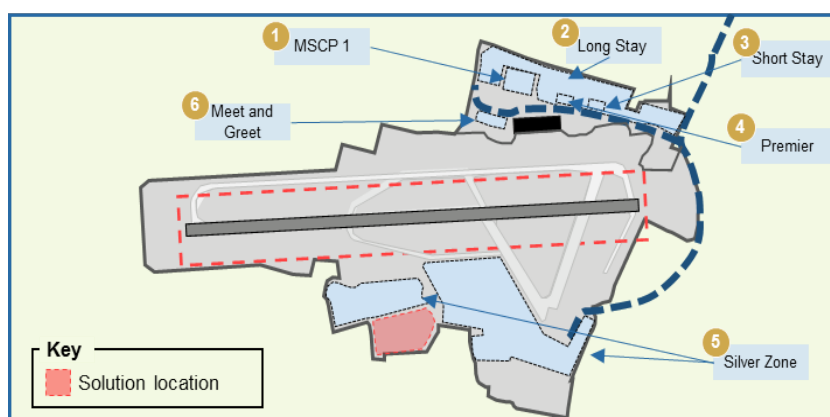 1
MSCP 1
2
Long Stay
3
Short Stay
6
Meet and
Greet
4
Premier
5
Silver Zone
Key
Solution location